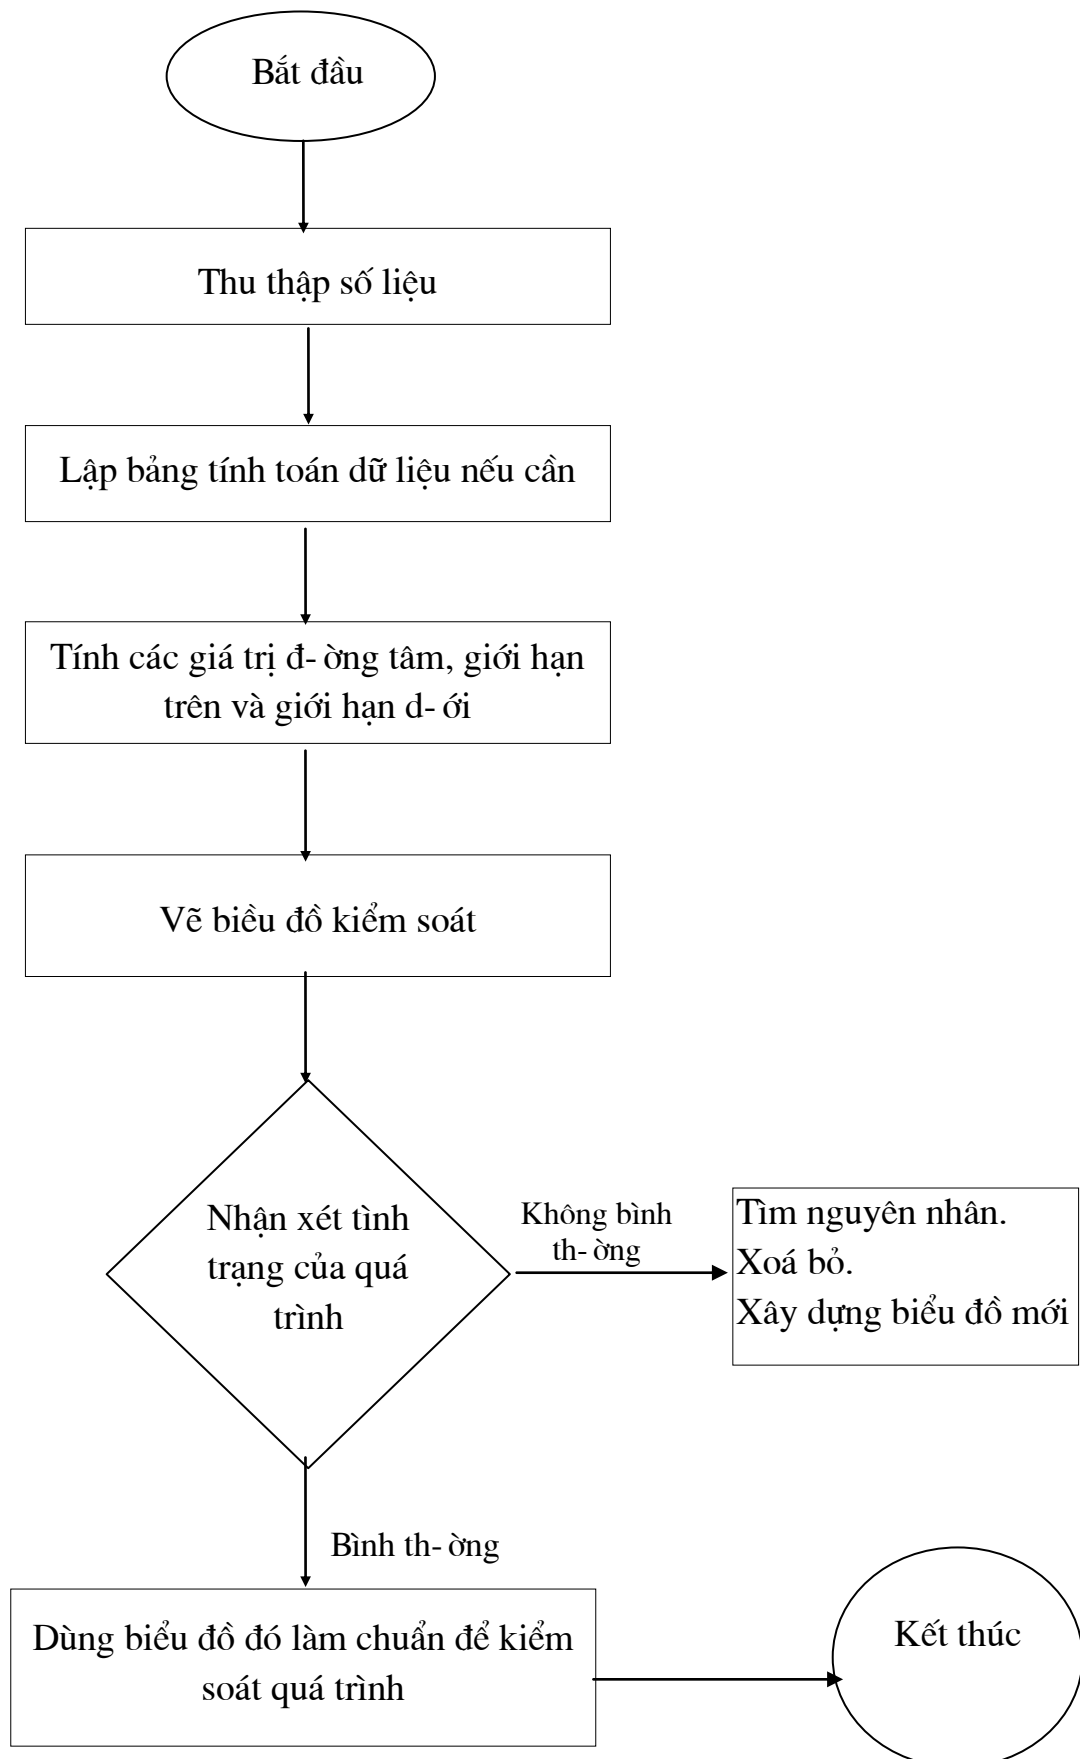 Bắt đầu
Thu thập số liệu
Lập bảng tính toán dữ liệu nếu cần
Tính các giá trị đ- ờng tâm, giới hạn
trên và giới hạn d- ới
Vẽ biều đồ kiểm soát
Nhận xét tình
trạng của quá
trình
Không bình
th- ờng
Tìm nguyên nhân.
Xoá bỏ.
Xây dựng biểu đồ mới
Bình th- ờng
Dùng biểu đồ đó làm chuẩn để kiểm
soát quá trình
Kết thúc